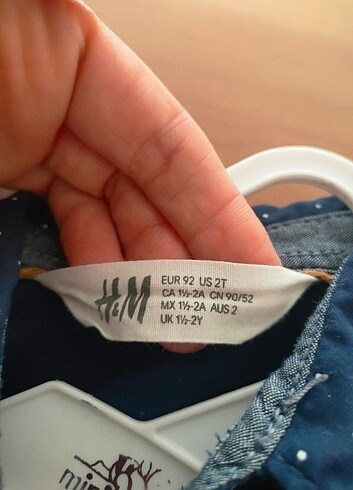 H&M
EUR 92 US 2T
CA 1½-2A CN 90/52
MX 1½-2A AUS 2
UK 1½-2Y